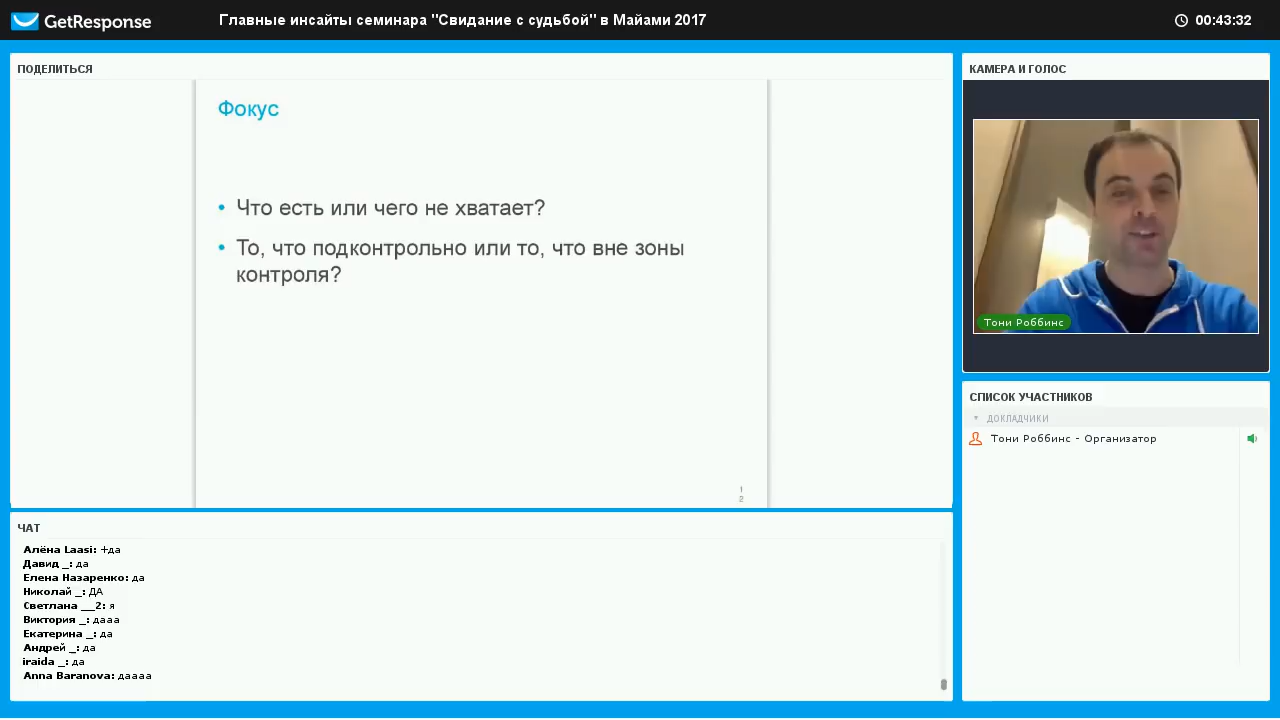 GetResponse
Главные инсайты семинара "Свидание с судьбой" в Майами 2017
00:43:32
ПОДЕЛИТЬСЯ
Фокус
• Что есть или чего не хватает?
• То, что подконтрольно или то, что вне зоны
контроля?
1
2
КАМЕРА И ГОЛОС
Тони Роббинс
СПИСОК УЧАСТНИКОВ
ДОКЛАДЧИКИ
Тони Роббинс - Организатор
ЧАТ
Алёна Laasi: +да
Давид _: да
Елена Назаренко: да
Николай _: ДА
Светлана __2: я
Виктория _: дааа
Екатерина _: да
Андрей _: да
iraida _: да
Anna Baranova: даааа